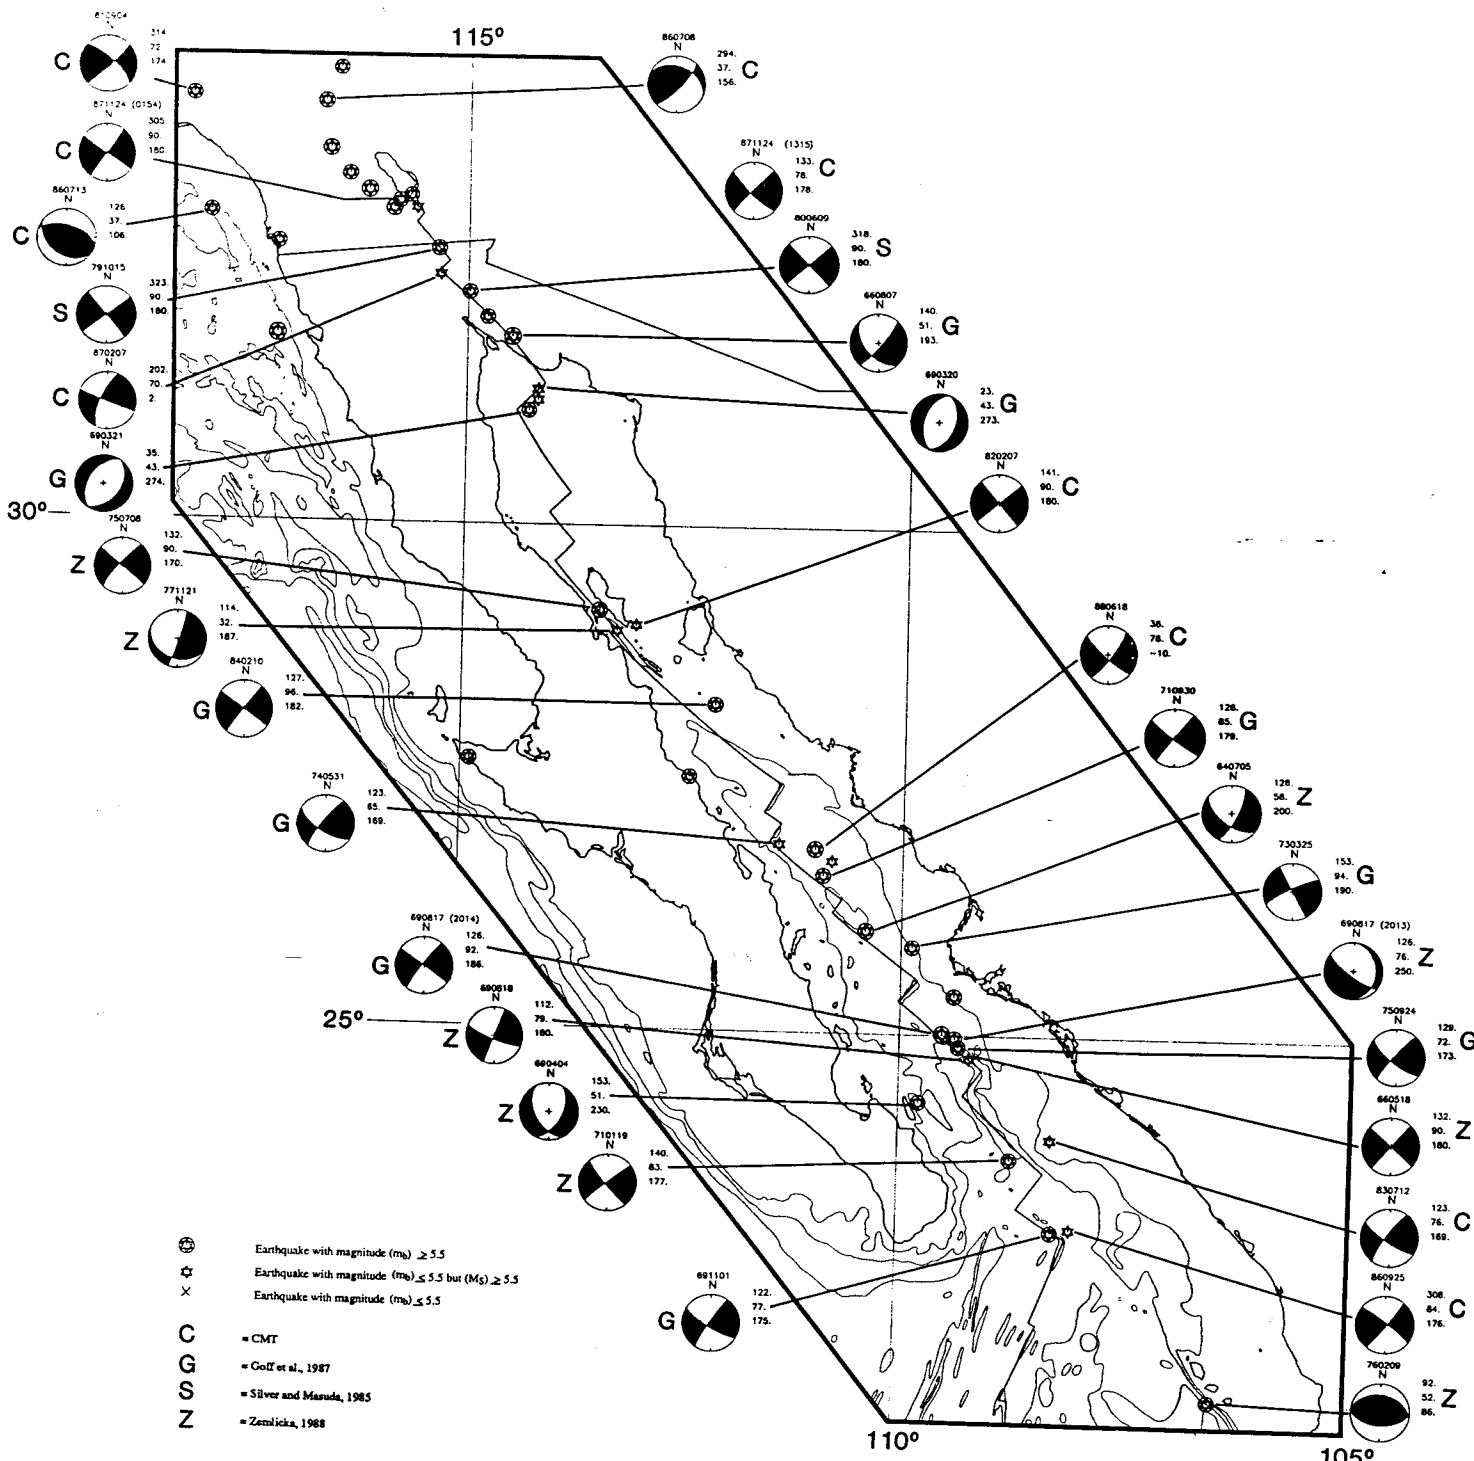 810904
N
314
72
174
C
115°
860708
N
294.
37.
156.
C
871124 (0154)
N
305.
90.
180.
C
871124 (1315)
N
133.
78.
178.
C
860713
N
126
37.
106.
C
800609
N
318.
90.
180.
S
791015
N
323.
90.
180.
S
660807
N
140.
51.
193.
G
870207
N
202.
70.
2.
C
690320
N
23.
43.
273.
G
690321
N
35.
43.
274.
G
820207
N
141.
90.
180.
C
30°
750708
N
132.
90.
170.
Z
771121
N
114.
32.
187.
Z
880618
N
36.
78.
-10.
C
840210
N
127.
96.
182.
G
710830
N
128.
85.
179.
G
740531
N
123.
65.
169.
G
640705
N
128.
58.
200.
Z
730325
N
153.
94.
190.
G
690817 (2014)
N
126.
92.
186.
G
690817 (2013)
N
126.
76.
250.
Z
25°
690818
N
112.
79.
180.
Z
750924
N
129.
72.
173.
G
690404
N
153.
51.
230.
Z
660518
N
132.
90.
180.
Z
710119
N
140.
83.
177.
Z
830712
N
123.
76.
169.
C
691101
N
122.
77.
175.
G
860925
N
308.
84.
176.
C
760209
N
92.
52.
86.
Z
Earthquake with magnitude (mb) ≥ 5.5
Earthquake with magnitude (mb) ≤ 5.5 but (MS) ≥ 5.5
Earthquake with magnitude (mb) ≤ 5.5
C = CMT
G = Goff et al., 1987
S = Silver and Masuda, 1985
Z = Zemlicka, 1988
110°
105°